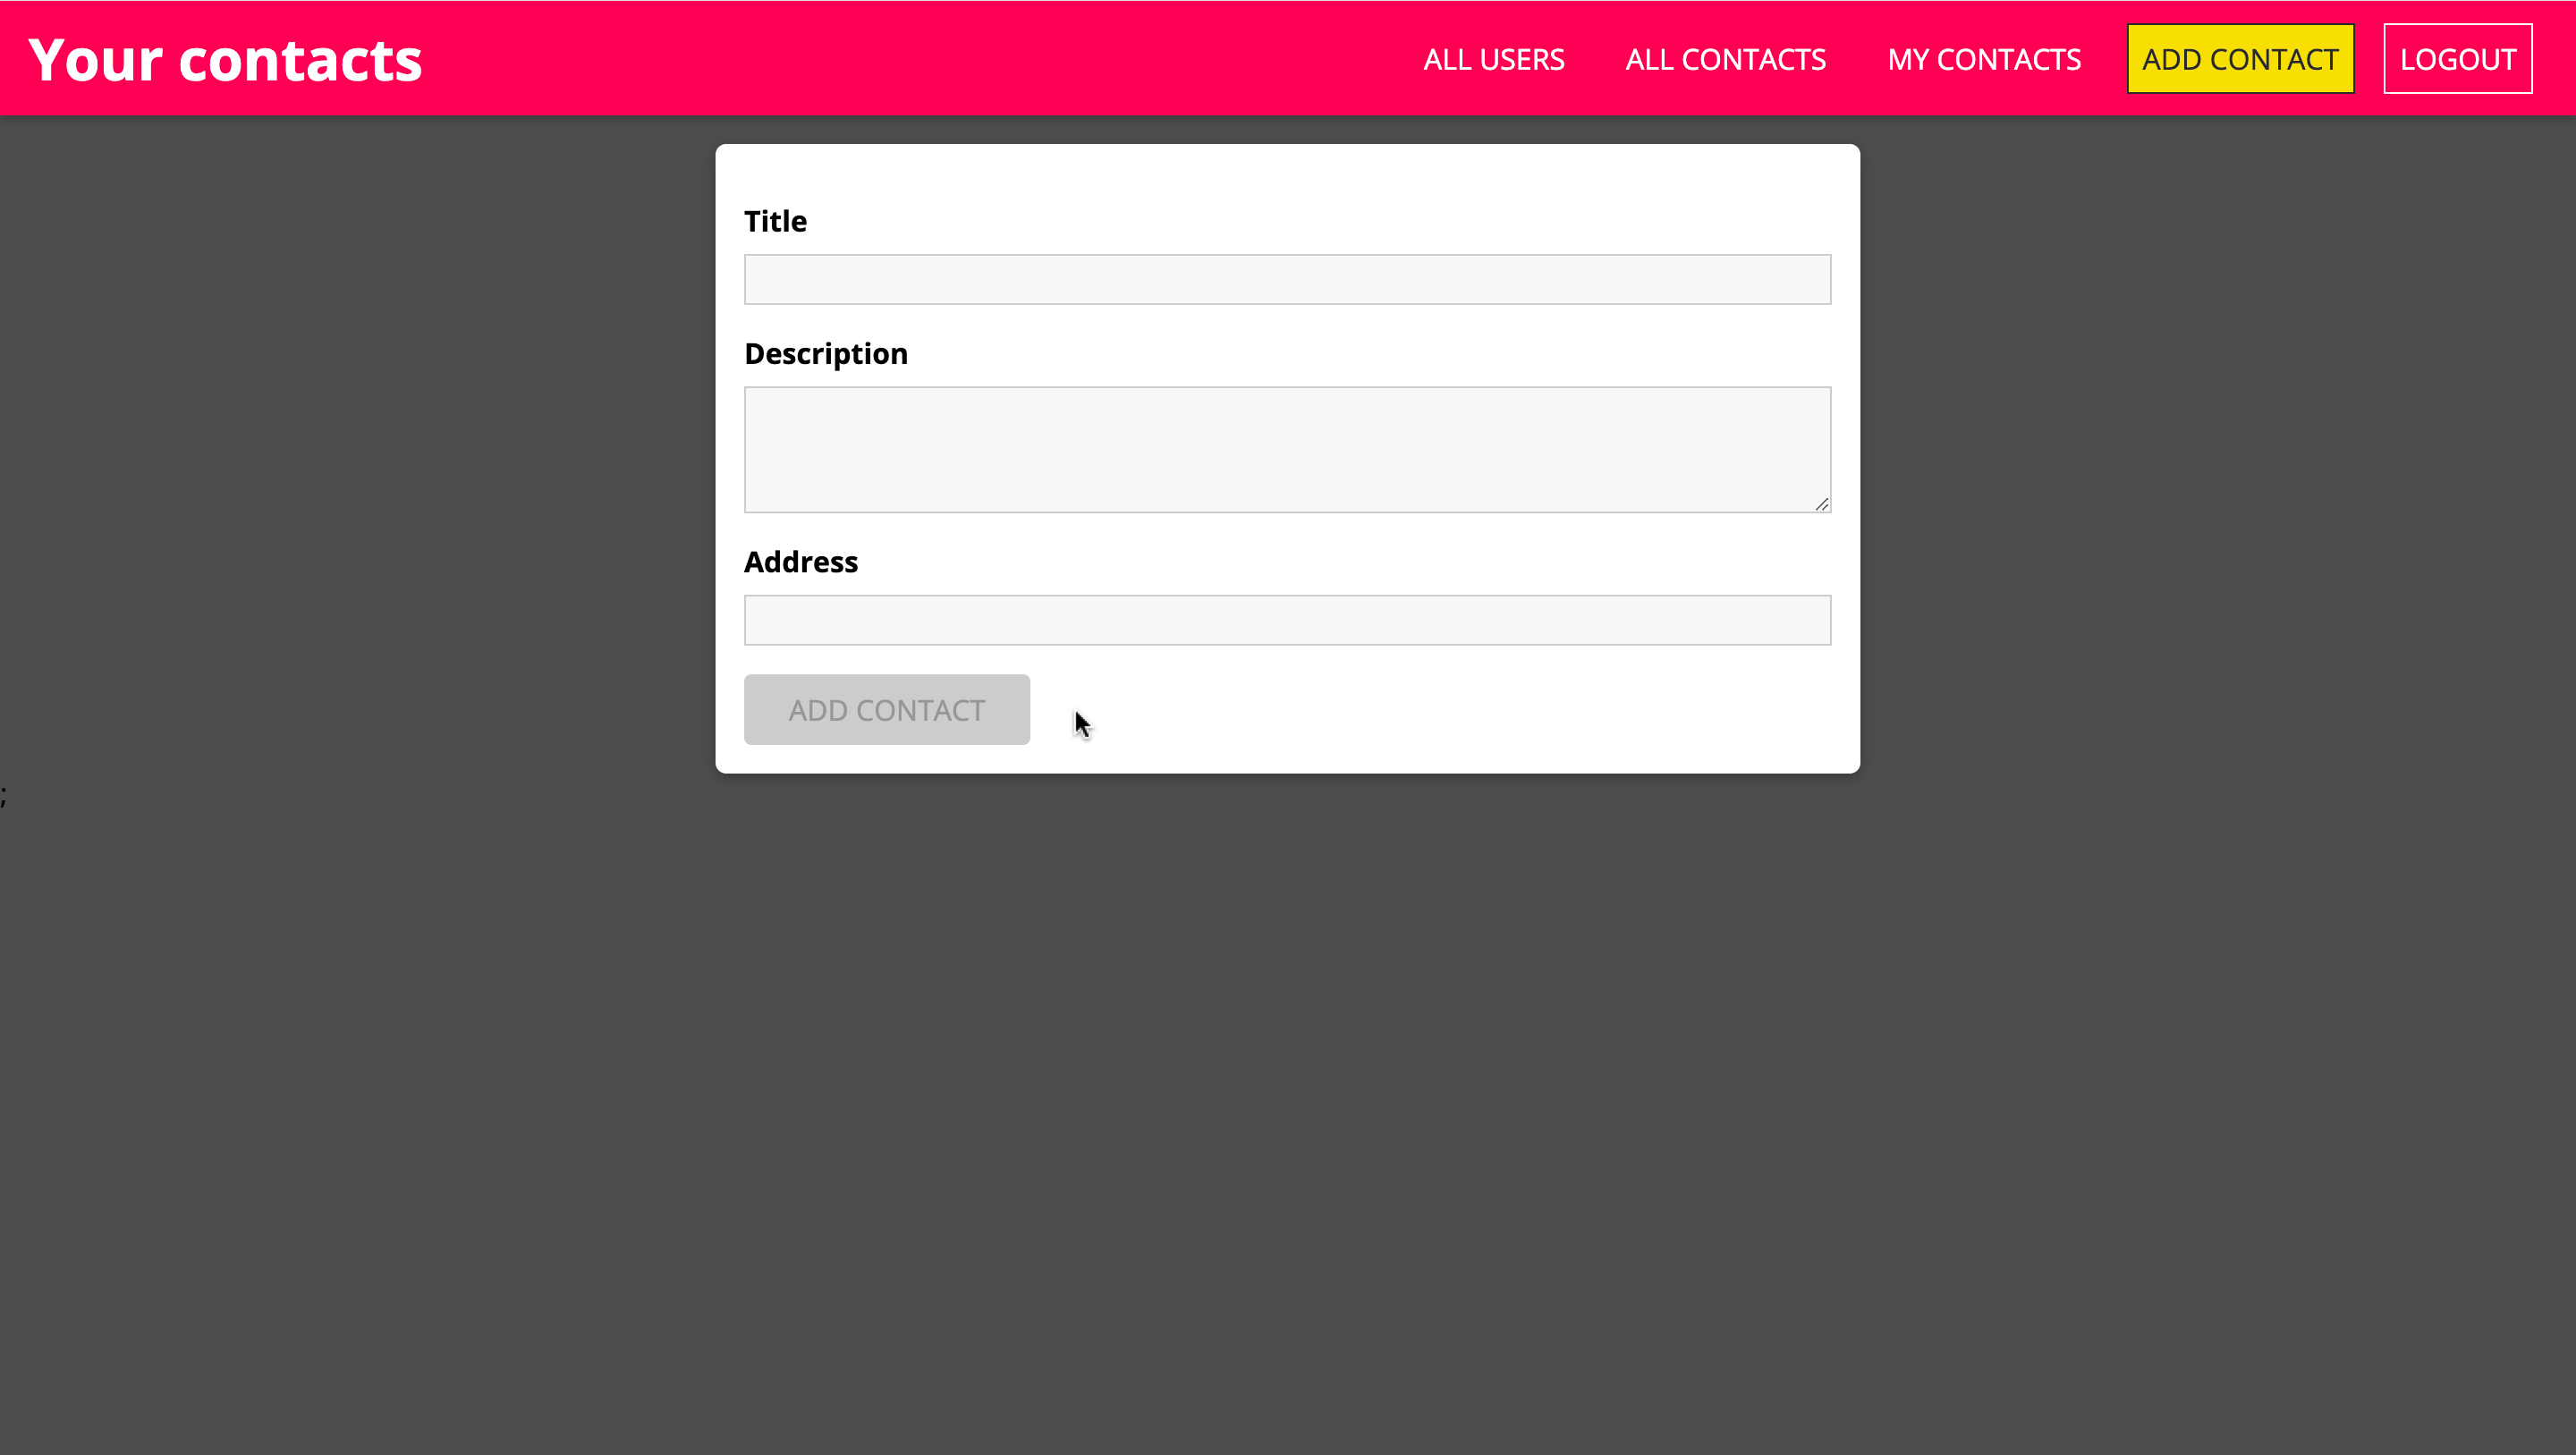 Your contacts
ALL USERS
ALL CONTACTS
MY CONTACTS
ADD CONTACT
LOGOUT
Title
Description
Address
ADD CONTACT
;